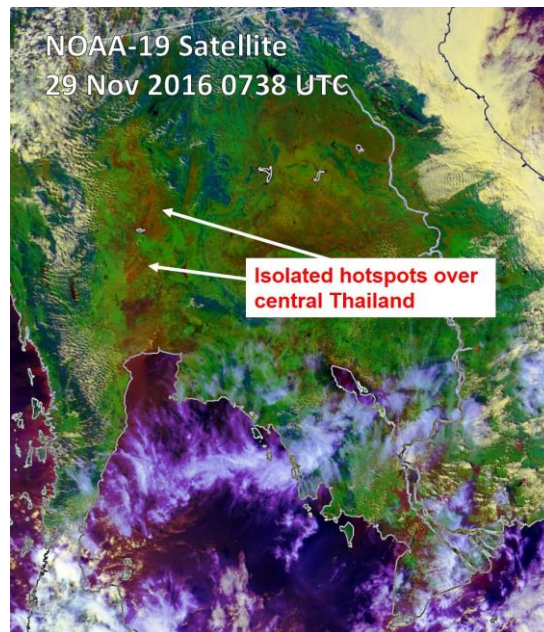 NOAA-19 Satellite
29 Nov 2016 0738 UTC
Isolated hotspots over
central Thailand